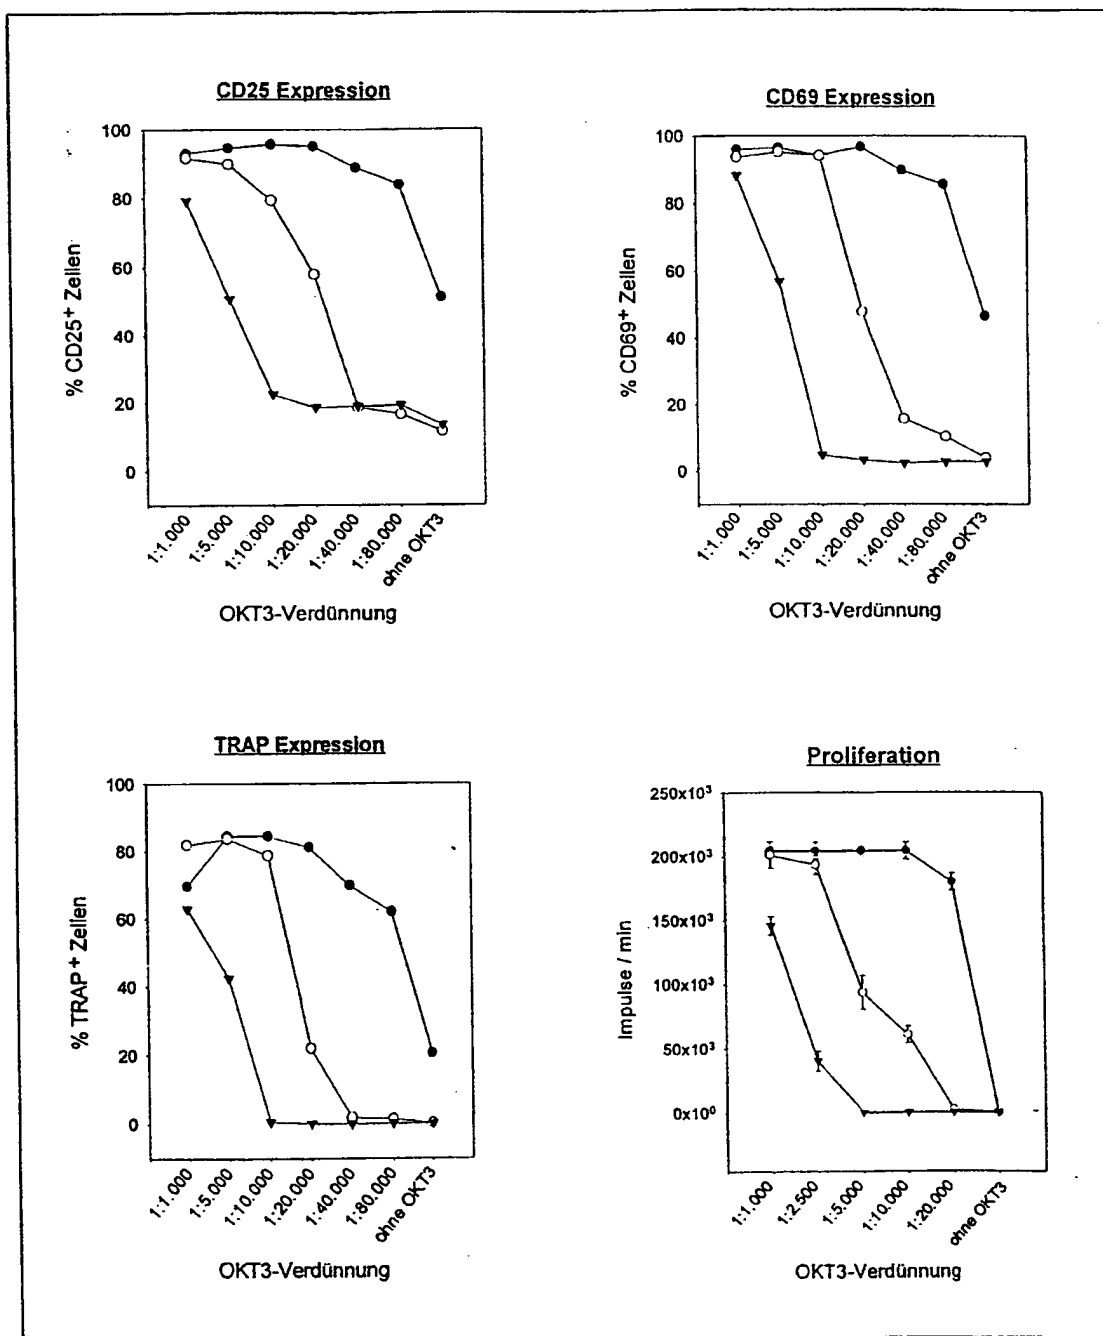 CD25 Expression
100
80
60
40
20
0
% CD25+ Zellen
1:1.000
1:5.000
1:10.000
1:20.000
1:40.000
1:80.000
ohne OKT3
OKT3-Verdünnung
CD69 Expression
100
80
60
40
20
0
% CD69+ Zellen
1:1.000
1:5.000
1:10.000
1:20.000
1:40.000
1:80.000
ohne OKT3
OKT3-Verdünnung
TRAP Expression
100
80
60
40
20
0
% TRAP+ Zellen
1:1.000
1:5.000
1:10.000
1:20.000
1:40.000
1:80.000
ohne OKT3
OKT3-Verdünnung
Proliferation
250x10³
200x10³
150x10³
100x10³
50x10³
0x10⁰
Impulse / min
1:1.000
1:2.500
1:5.000
1:10.000
1:20.000
ohne OKT3
OKT3-Verdünnung